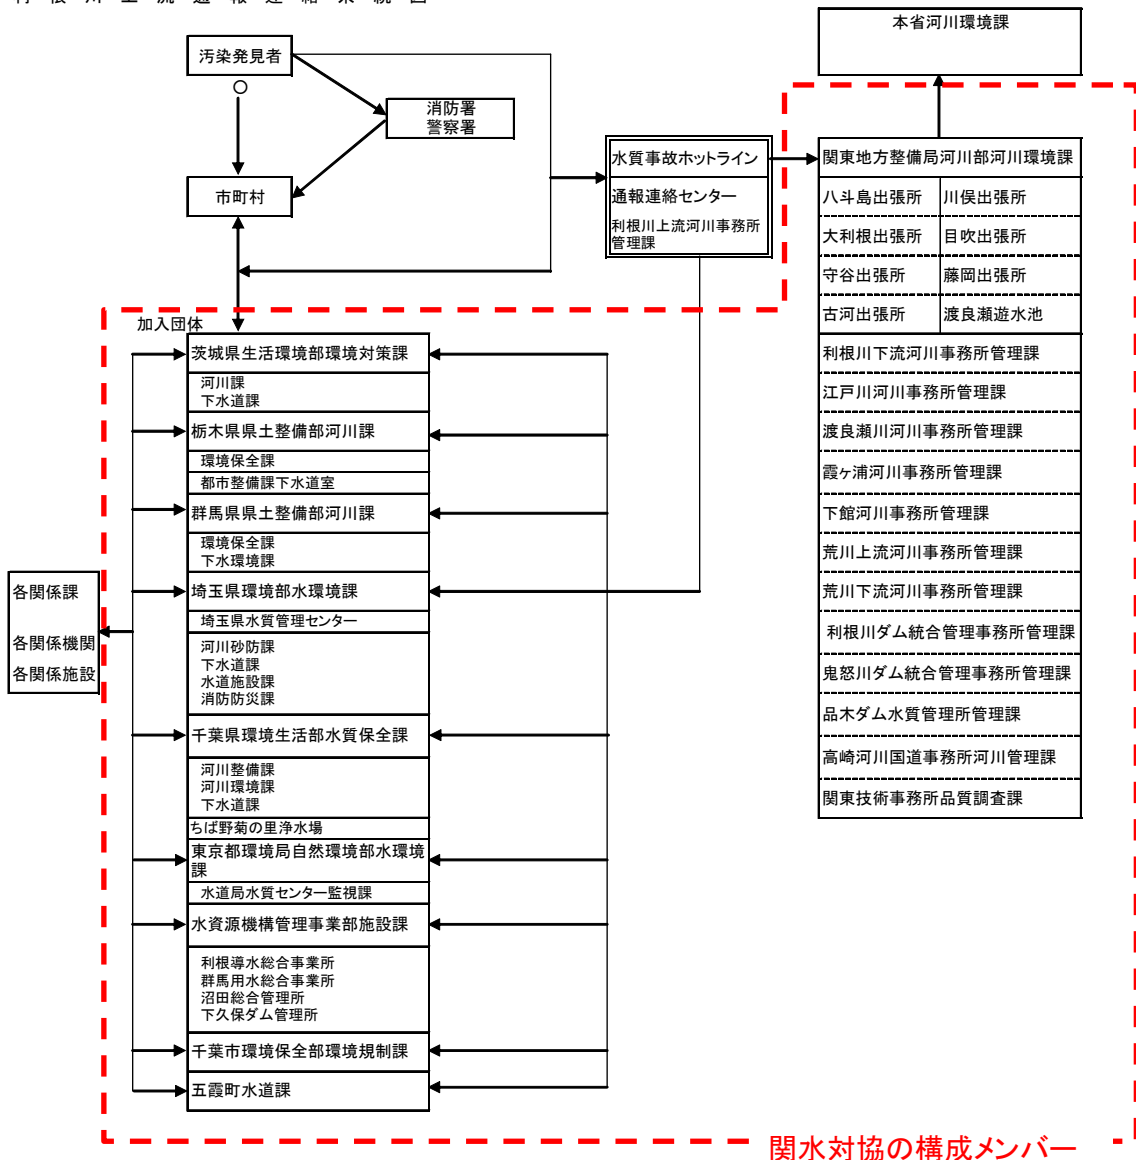 利根川上流通報連絡系統図
本省河川環境課
汚染発見者
消防署
警察署
市町村
水質事故ホットライン
通報連絡センター
利根川上流河川事務所
管理課
関東地方整備局河川部河川環境課
八斗島出張所 川俣出張所
大利根出張所 目吹出張所
守谷出張所 藤岡出張所
古河出張所 渡良瀬遊水池
利根川下流河川事務所管理課
江戸川河川事務所管理課
渡良瀬川河川事務所管理課
霞ヶ浦河川事務所管理課
下館河川事務所管理課
荒川上流河川事務所管理課
荒川下流河川事務所管理課
利根川ダム統合管理事務所管理課
鬼怒川ダム統合管理事務所管理課
品木ダム水質管理所管理課
高崎河川国道事務所河川管理課
関東技術事務所品質調査課
加入団体
茨城県生活環境部環境対策課
河川課
下水道課
栃木県県土整備部河川課
環境保全課
都市整備課下水道室
群馬県県土整備部河川課
環境保全課
下水環境課
埼玉県環境部水環境課
埼玉県水質管理センター
河川砂防課
下水道課
水道施設課
消防防災課
千葉県環境生活部水質保全課
河川整備課
河川環境課
下水道課
ちば野菊の里浄水場
東京都環境局自然環境部水環境
課
水道局水質センター監視課
水資源機構管理事業部施設課
利根導水総合事業所
群馬用水総合事業所
沼田総合管理所
下久保ダム管理所
千葉市環境保全部環境規制課
五霞町水道課
各関係課
各関係機関
各関係施設
関水対協の構成メンバー